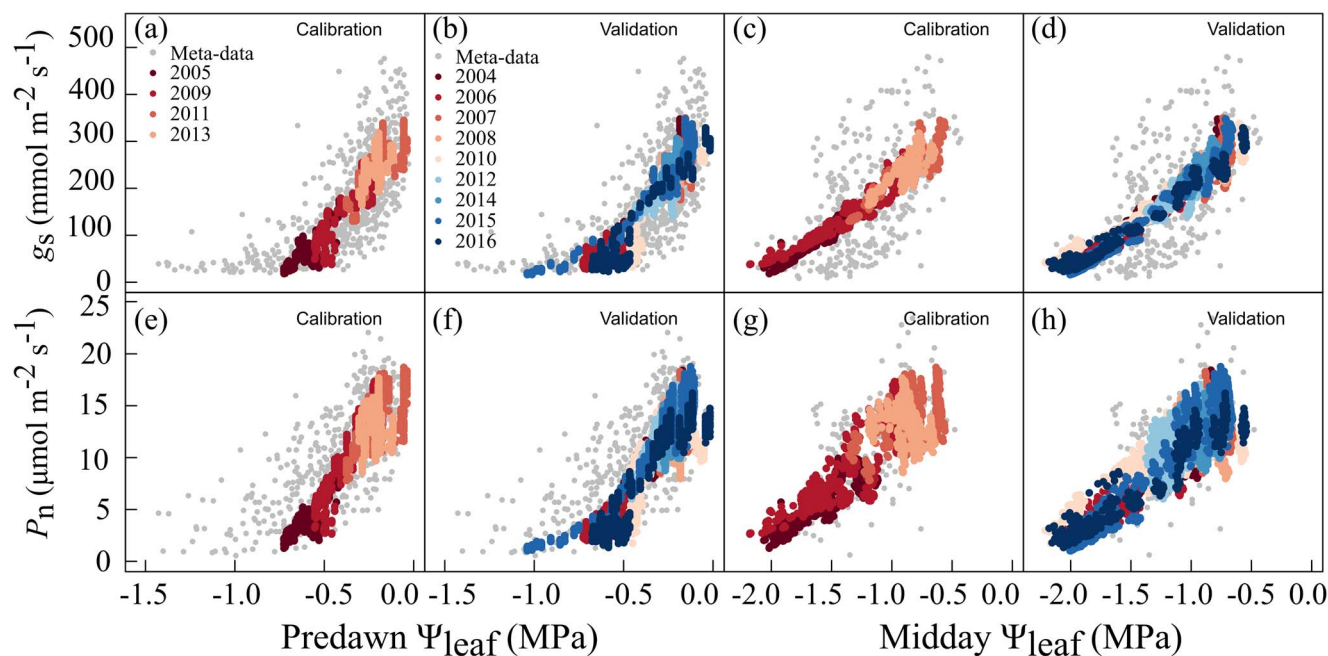 (a) Calibration
Meta-data
2005
2009
2011
2013
(b) Validation
Meta-data
2004
2006
2007
2008
2010
2012
2014
2015
2016
(c) Calibration
(d) Validation
500
400
300
200
100
0
gs (mmol m⁻² s⁻¹)
(e) Calibration
(f) Validation
(g) Calibration
(h) Validation
25
20
15
10
5
0
Pn (μmol m⁻² s⁻¹)
-1.5 -1.0 -0.5 0.0 -1.5 -1.0 -0.5 0.0 -2.0 -1.5 -1.0 -0.5 0.0 -2.0 -1.5 -1.0 -0.5 0.0
Predawn Ψleaf (MPa) Midday Ψleaf (MPa)